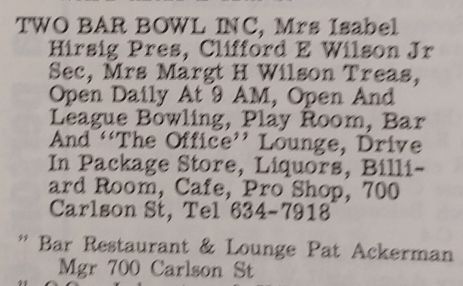 TWO BAR BOWL INC, Mrs Isabel
Hirsig Pres, Clifford E Wilson Jr
Sec, Mrs Margt H Wilson Treas,
Open Daily At 9 AM, Open And
League Bowling, Play Room, Bar
And "The Office" Lounge, Drive
In Package Store, Liquors, Billi-
ard Room, Cafe, Pro Shop, 700
Carlson St, Tel 634-7918
" Bar Restaurant & Lounge Pat Ackerman
Mgr 700 Carlson St